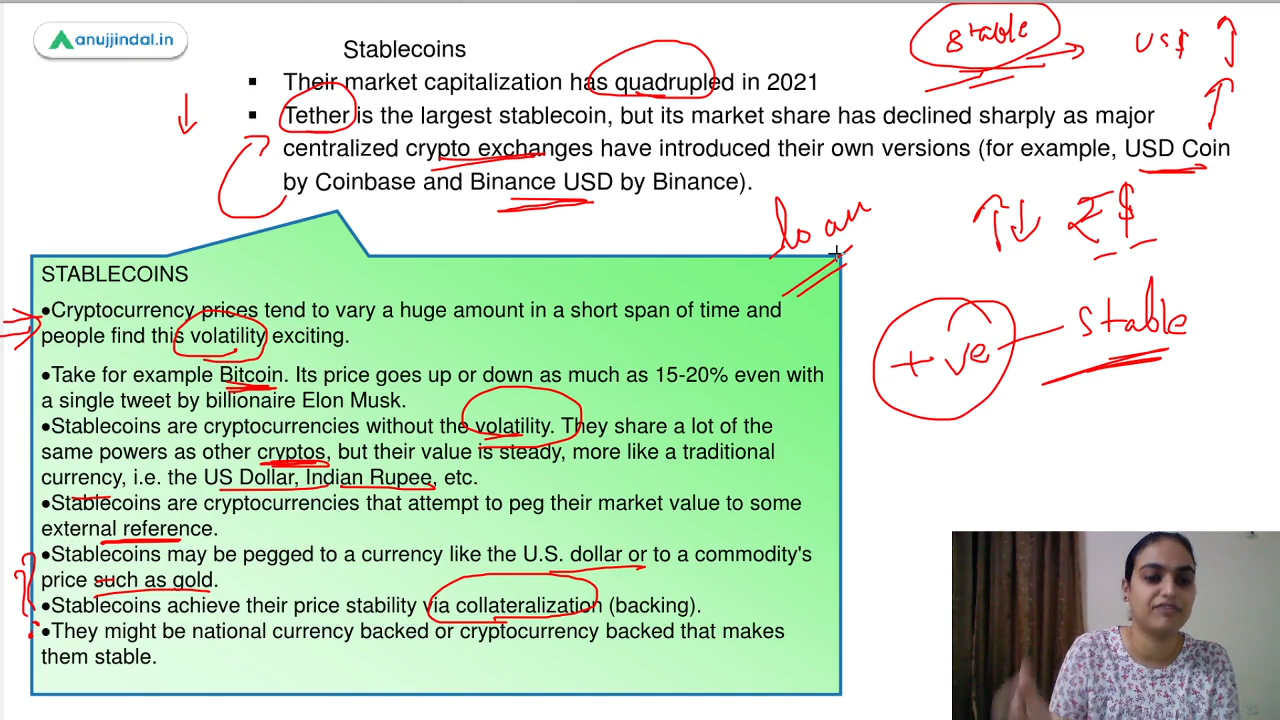 anujjindal.in
Stablecoins
▪ Their market capitalization has quadrupled in 2021
▪ Tether is the largest stablecoin, but its market share has declined sharply as major
centralized crypto exchanges have introduced their own versions (for example, USD Coin
by Coinbase and Binance USD by Binance).
stable
US$ ↑
↑
↓
↑↓ ₹ $
loan
+ve
stable
STABLECOINS
•Cryptocurrency prices tend to vary a huge amount in a short span of time and
people find this volatility exciting.
•Take for example Bitcoin. Its price goes up or down as much as 15-20% even with
a single tweet by billionaire Elon Musk.
•Stablecoins are cryptocurrencies without the volatility. They share a lot of the
same powers as other cryptos, but their value is steady, more like a traditional
currency, i.e. the US Dollar, Indian Rupee, etc.
•Stablecoins are cryptocurrencies that attempt to peg their market value to some
external reference.
•Stablecoins may be pegged to a currency like the U.S. dollar or to a commodity's
price such as gold.
•Stablecoins achieve their price stability via collateralization (backing).
•They might be national currency backed or cryptocurrency backed that makes
them stable.